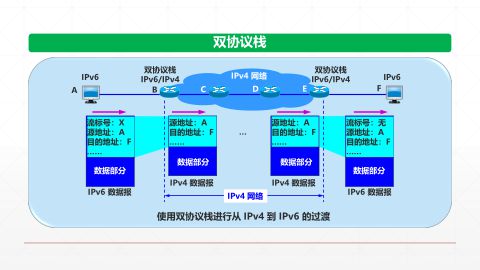 双协议栈
IPv6
双协议栈
IPv6/IPv4
IPv4 网络
双协议栈
IPv6/IPv4
IPv6
A
B
C
D
E
F
流标号：X
源地址：A
目的地址：F
……
数据部分
IPv6 数据报
源地址：A
目的地址：F
……
数据部分
IPv4 数据报
…
源地址：A
目的地址：F
……
数据部分
IPv4 数据报
流标号：无
源地址：A
目的地址：F
……
数据部分
IPv6 数据报
IPv4 网络
使用双协议栈进行从 IPv4 到 IPv6 的过渡